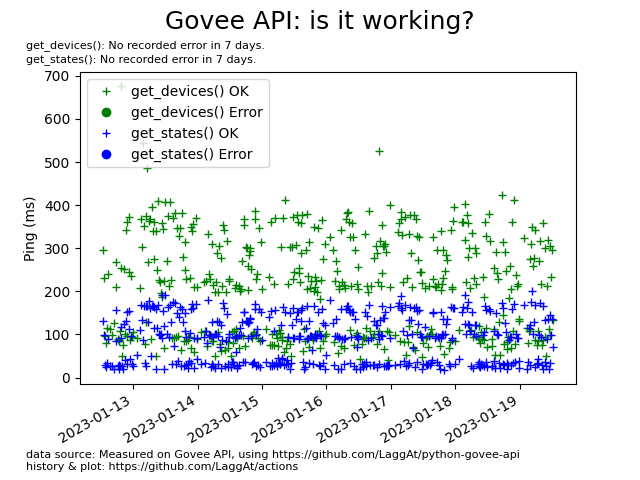 Govee API: is it working?
get_devices(): No recorded error in 7 days.
get_states(): No recorded error in 7 days.
get_devices() OK
get_devices() Error
get_states() OK
get_states() Error
Ping (ms)
700
600
500
400
300
200
100
0
2023-01-13
2023-01-14
2023-01-15
2023-01-16
2023-01-17
2023-01-18
2023-01-19
data source: Measured on Govee API, using https://github.com/LaggAt/python-govee-api
history & plot: https://github.com/LaggAt/actions